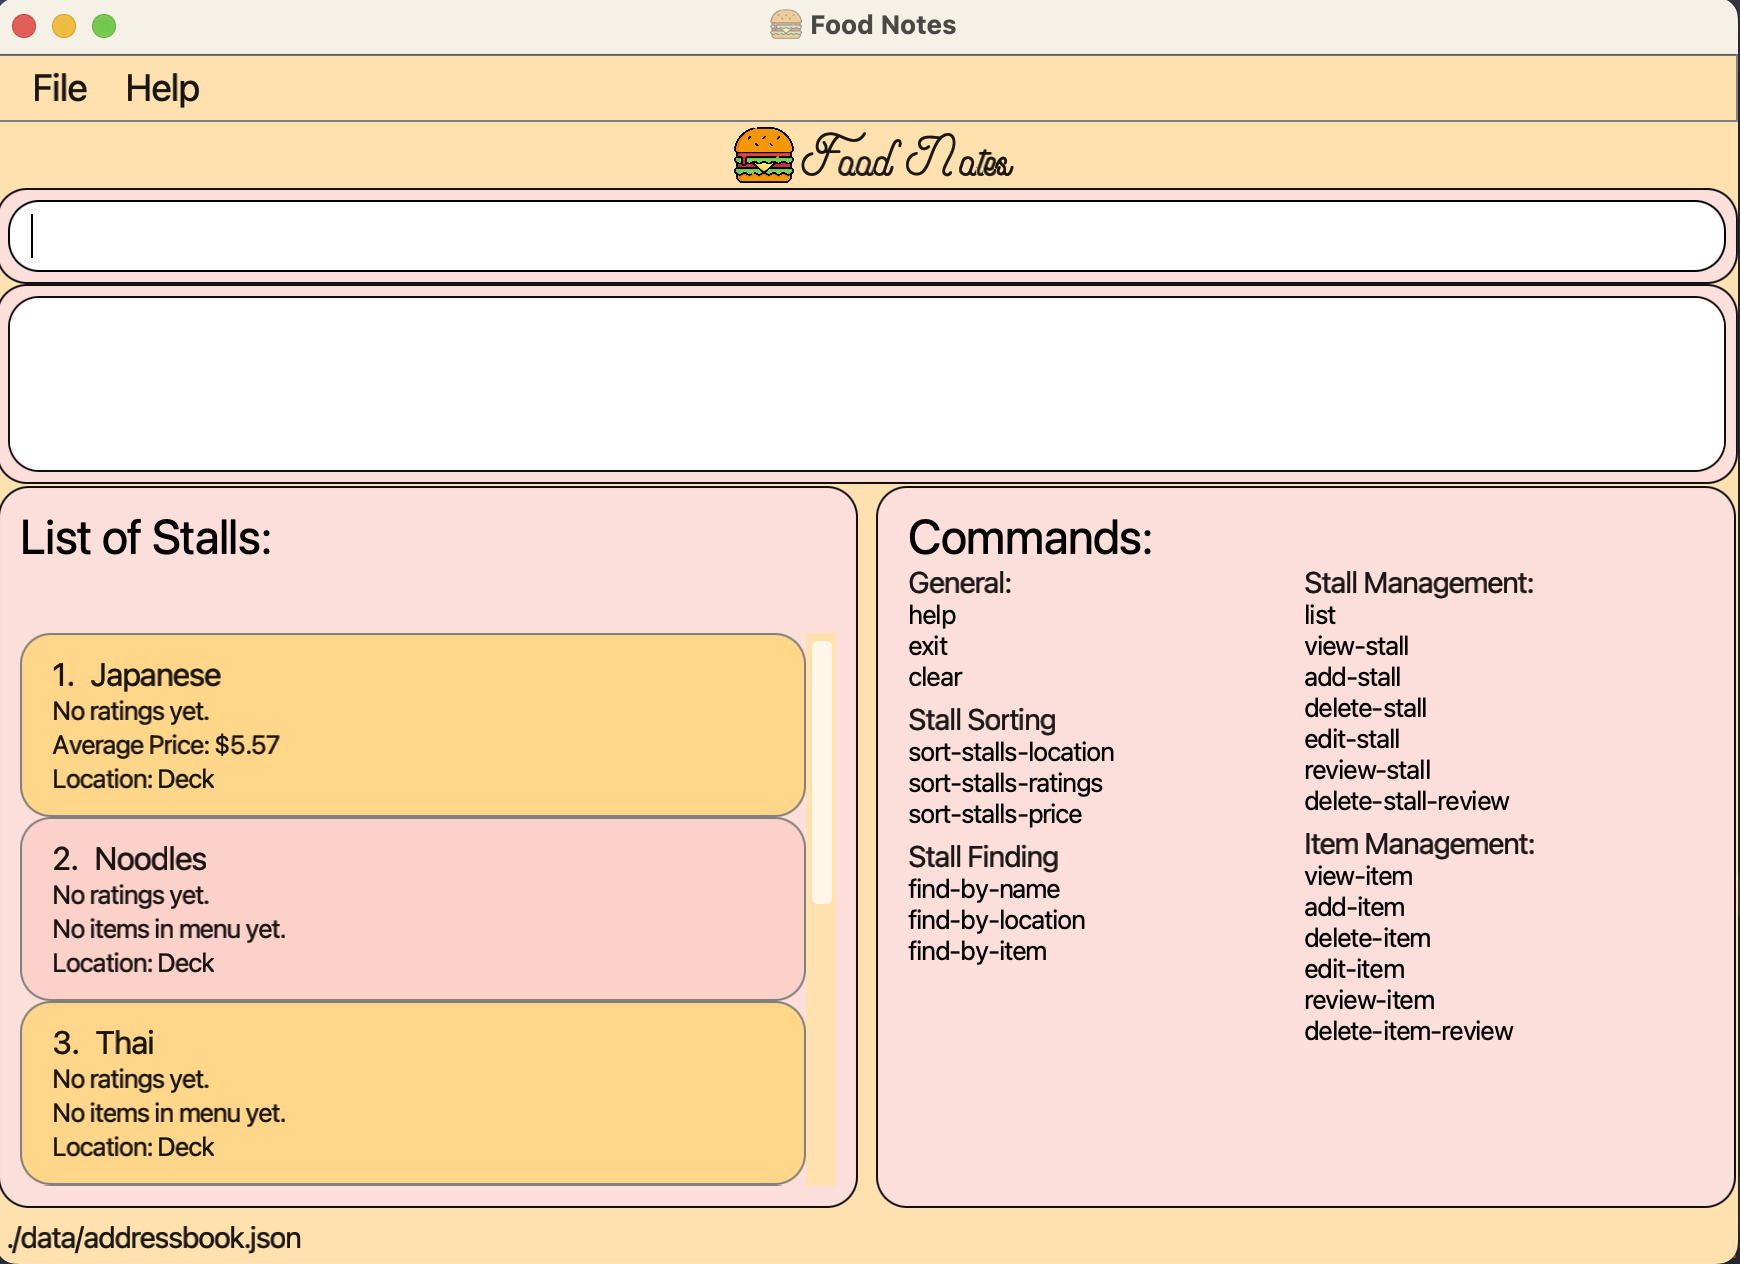 Food Notes
File Help
Food Notes
List of Stalls:
1. Japanese
No ratings yet.
Average Price: $5.57
Location: Deck
2. Noodles
No ratings yet.
No items in menu yet.
Location: Deck
3. Thai
No ratings yet.
No items in menu yet.
Location: Deck
Commands:
General:
help
exit
clear
Stall Sorting
sort-stalls-location
sort-stalls-ratings
sort-stalls-price
Stall Finding
find-by-name
find-by-location
find-by-item
Stall Management:
list
view-stall
add-stall
delete-stall
edit-stall
review-stall
delete-stall-review
Item Management:
view-item
add-item
delete-item
edit-item
review-item
delete-item-review
./data/addressbook.json